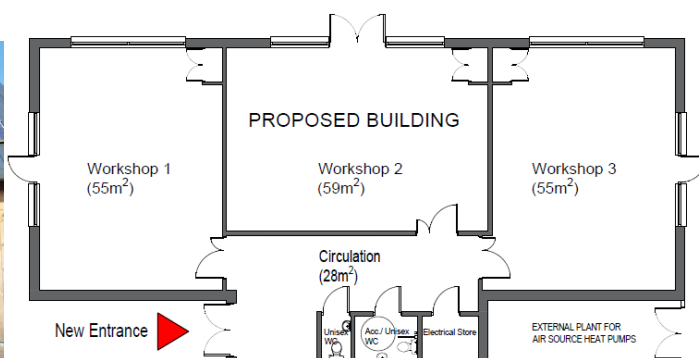 PROPOSED BUILDING
Workshop 1
(55m²)
Workshop 2
(59m²)
Workshop 3
(55m²)
Circulation
(28m²)
New Entrance
Unisex
WC
Acc./ Unisex
WC
Electrical Store
EXTERNAL PLANT FOR
AIR SOURCE HEAT PUMPS